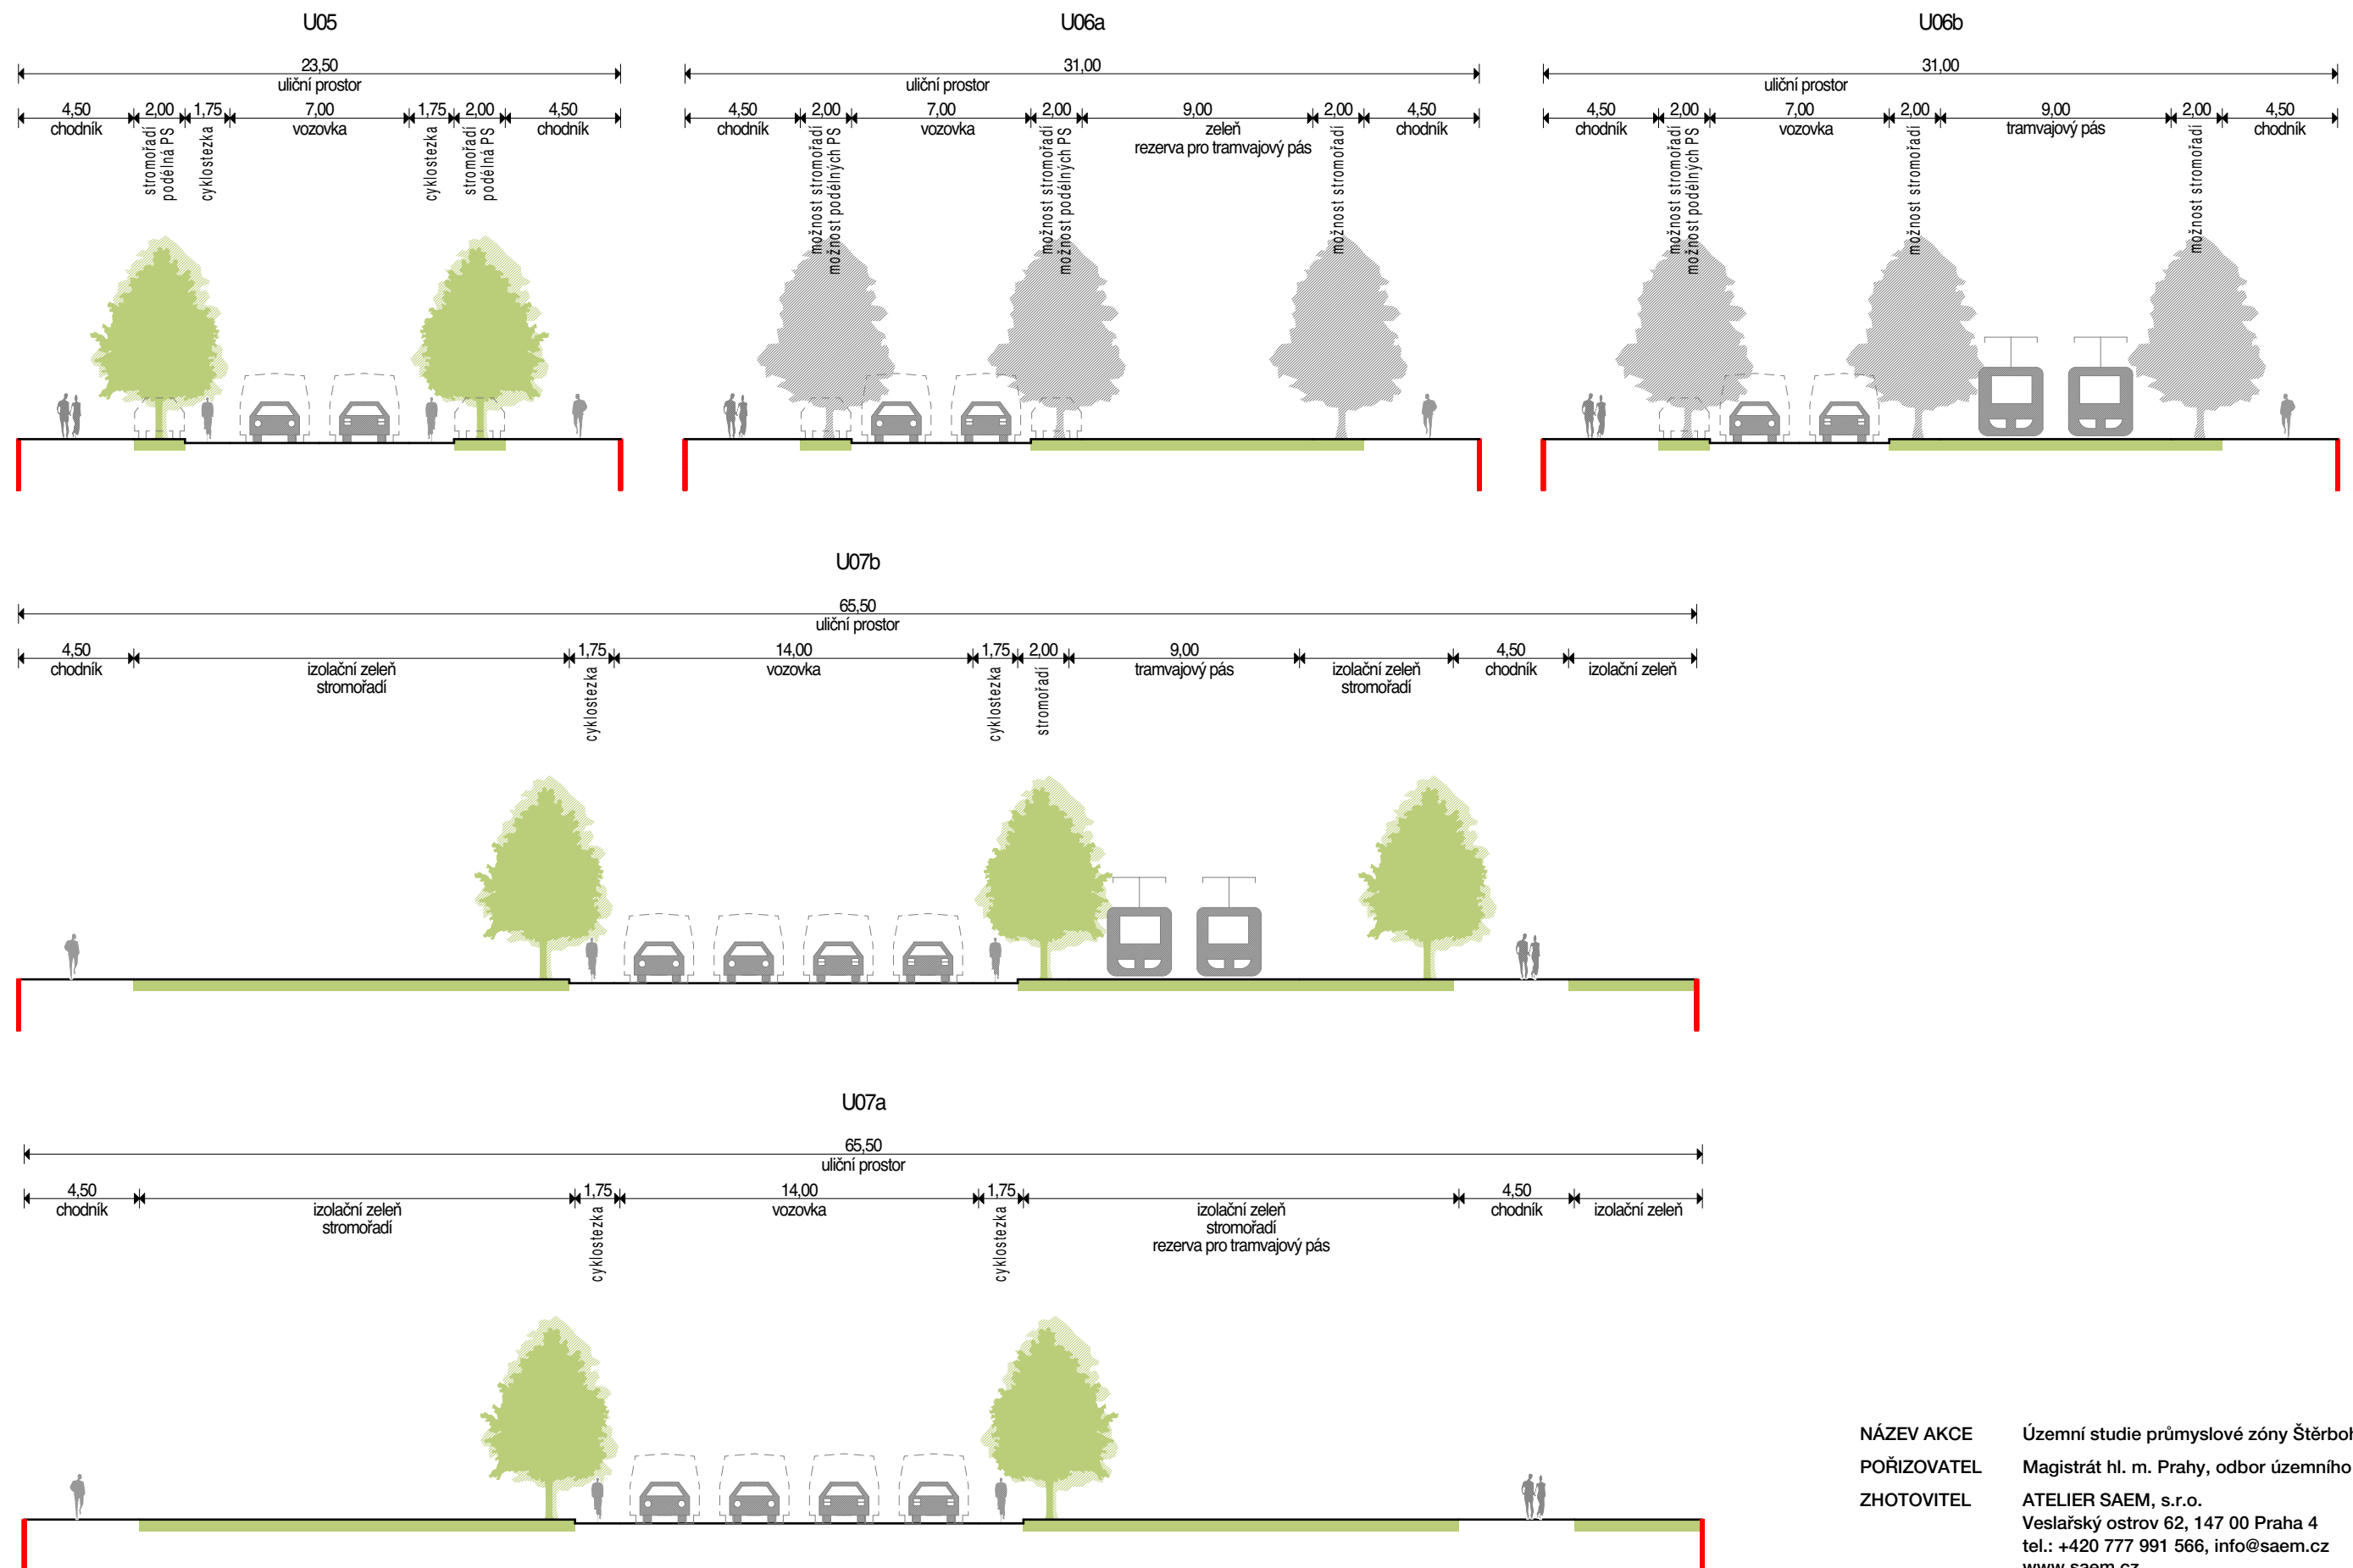 U05
23,50
uliční prostor
4,50 2,00 1,75 7,00 1,75 2,00 4,50
chodník
stromořadí
podélná PS
cyklostezka
vozovka
cyklostezka
stromořadí
podélná PS
chodník
U06a
31,00
uliční prostor
4,50 2,00 7,00 2,00 9,00 2,00 4,50
chodník
možnost stromořadí
možnost podélných PS
vozovka
možnost stromořadí
možnost podélných PS
zeleň
rezerva pro tramvajový pás
možnost stromořadí
chodník
U06b
31,00
uliční prostor
4,50 2,00 7,00 2,00 9,00 2,00 4,50
chodník
možnost stromořadí
možnost podélných PS
vozovka
možnost stromořadí
tramvajový pás
možnost stromořadí
chodník
U07b
65,50
uliční prostor
4,50 1,75 14,00 1,75 2,00 9,00 4,50
chodník
izolační zeleň
stromořadí
cyklostezka
vozovka
cyklostezka
stromořadí
tramvajový pás
izolační zeleň
stromořadí
chodník
izolační zeleň
U07a
65,50
uliční prostor
4,50 1,75 14,00 1,75 4,50
chodník
izolační zeleň
stromořadí
cyklostezka
vozovka
cyklostezka
izolační zeleň
stromořadí
rezerva pro tramvajový pás
chodník
izolační zeleň
NÁZEV AKCE Územní studie průmyslové zóny
POŘIZOVATEL Magistrát hl. m. Prahy, odbor územního
ZHOTOVITEL ATELIER SAEM, s.r.o.
Veslařský ostrov 62, 147 00 Praha 4
tel.: +420 777 991 566, info@saem.cz
www.saem.cz